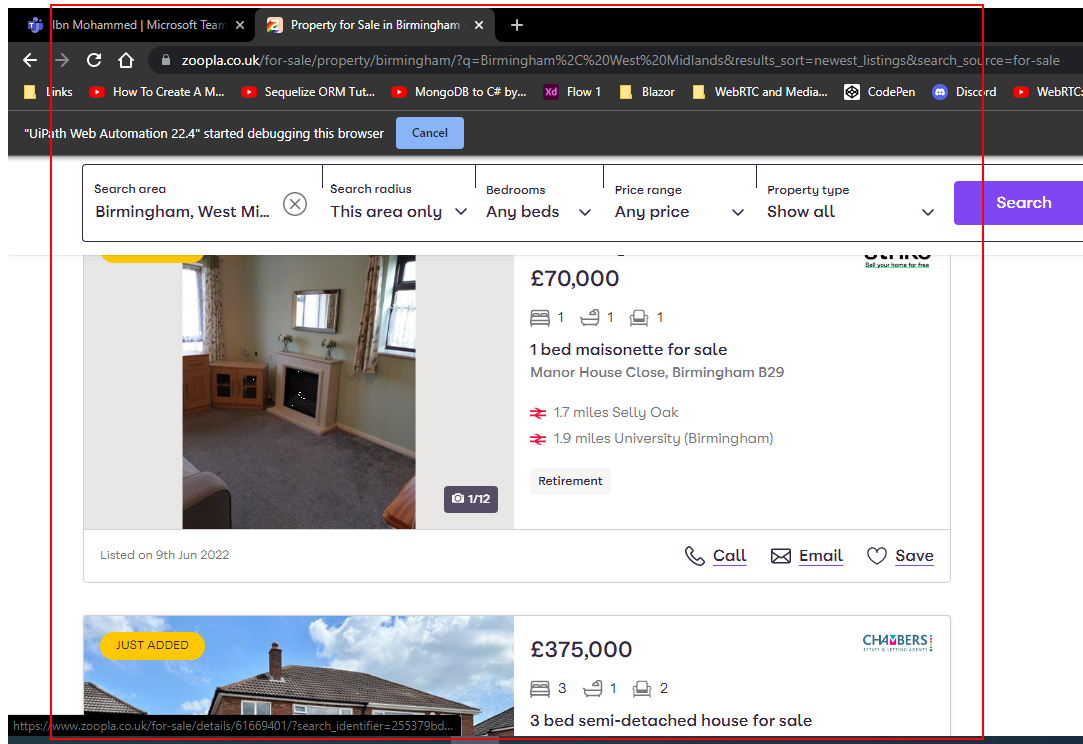 Ibn Mohammed | Microsoft Team
Property for Sale in Birmingham
zoopla.co.uk/for-sale/property/birmingham/?q=Birmingham%2C%20West%20Midlands&results_sort=newest_listings&search_source=for-sale
Links How To Create A M... Sequelize ORM Tut... MongoDB to C# by... Xd Flow 1 Blazor WebRTC and Media... CodePen Discord WebRTC:
"UiPath Web Automation 22.4" started debugging this browser Cancel
Search area Search radius Bedrooms Price range Property type
Birmingham, West Mi... This area only Any beds Any price Show all Search
Sell your home for free
£70,000
1 1 1
1 bed maisonette for sale
Manor House Close, Birmingham B29
1.7 miles Selly Oak
1.9 miles University (Birmingham)
Retirement
1/12
Listed on 9th Jun 2022 Call Email Save
JUST ADDED
CHAMBERS
ESTATE & LETTING AGENTS
£375,000
3 1 2
3 bed semi-detached house for sale
https://www.zoopla.co.uk/for-sale/details/61669401/?search_identifier=255379bd...